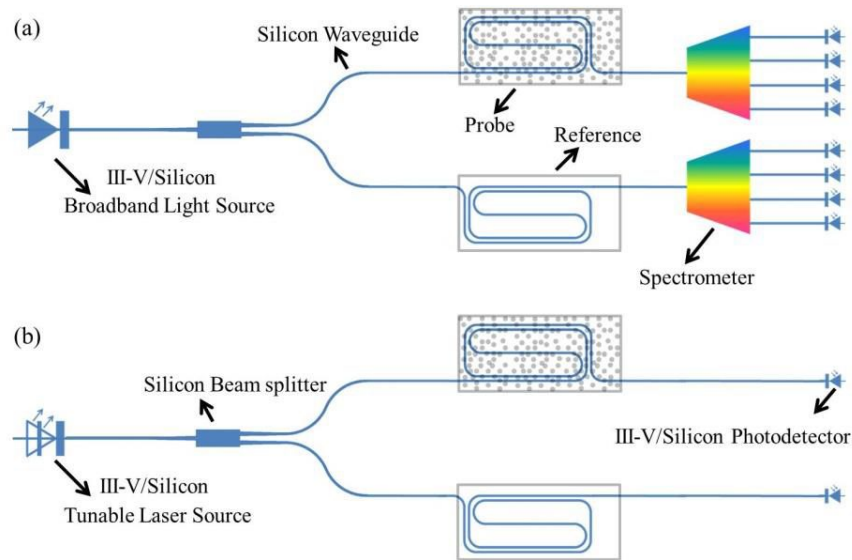 (a)
Silicon Waveguide
Probe
Reference
III-V/Silicon
Broadband Light Source
Spectrometer
(b)
Silicon Beam splitter
III-V/Silicon Photodetector
III-V/Silicon
Tunable Laser Source